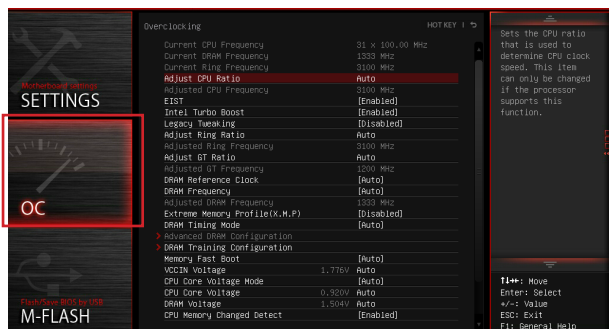 Overclocking
HOT KEY
Current CPU Frequency 31 × 100.00 MHz
Current DRAM Frequency 1333 MHz
Current Ring Frequency 3100 MHz
Adjust CPU Ratio Auto
Adjusted CPU Frequency 3100 MHz
EIST [Enabled]
Intel Turbo Boost [Enabled]
Legacy Tweaking [Disabled]
Adjust Ring Ratio Auto
Adjusted Ring Frequency 3100 MHz
Adjust GT Ratio Auto
Adjusted GT Frequency 1200 MHz
DRAM Reference Clock [Auto]
DRAM Frequency [Auto]
Adjusted DRAM Frequency 1333 MHz
Extreme Memory Profile(X.M.P) [Disabled]
DRAM Timing Mode [Auto]
> Advanced DRAM Configuration
> DRAM Training Configuration
Memory Fast Boot [Auto]
VCCIN Voltage 1.776V Auto
CPU Core Voltage Mode [Auto]
CPU Core Voltage 0.920V Auto
DRAM Voltage 1.504V Auto
CPU Memory Changed Detect [Enabled]
Motherboard settings
SETTINGS
OC
Flash/Save BIOS by USB
M-FLASH
Sets the CPU ratio
that is used to
determine CPU clock
speed. This item
can only be changed
if the processor
supports this
function.
↑↓→←: Move
Enter: Select
+/-: Value
ESC: Exit
F1: General Help